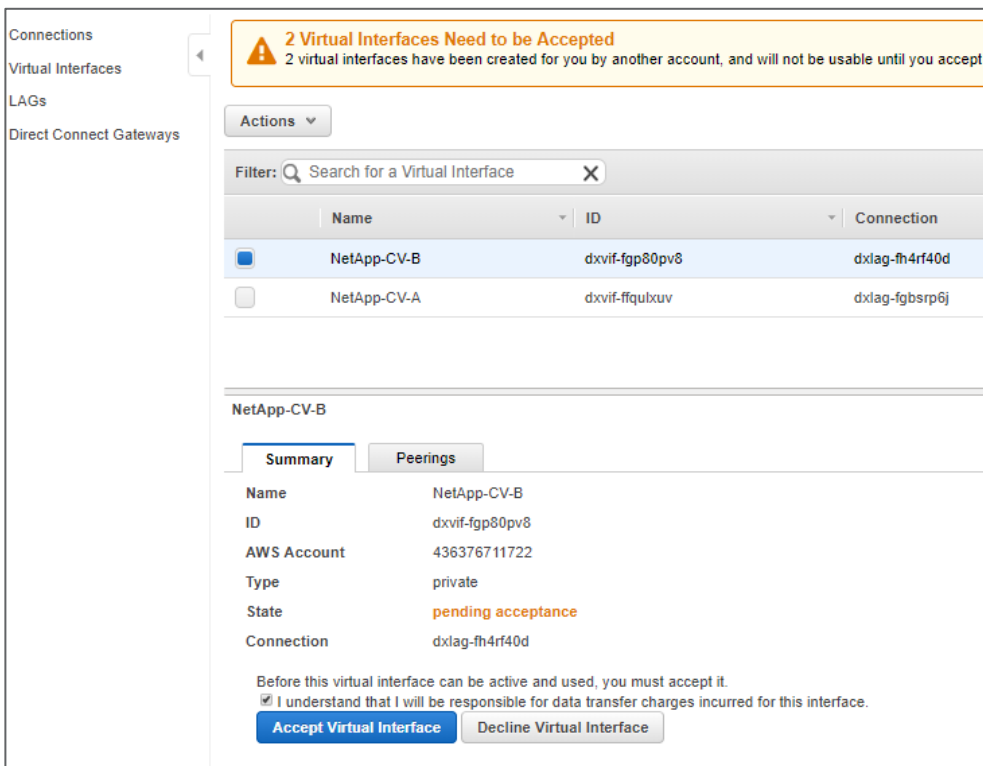 Connections
Virtual Interfaces
LAGs
Direct Connect Gateways
2 Virtual Interfaces Need to be Accepted
2 virtual interfaces have been created for you by another account, and will not be usable until you accept
Actions
Filter: Search for a Virtual Interface
Name ID Connection
NetApp-CV-B dxvif-fgp80pv8 dxlag-fh4rf40d
NetApp-CV-A dxvif-ffqulxuv dxlag-fgbsrp6j
NetApp-CV-B
Summary Peerings
Name NetApp-CV-B
ID dxvif-fgp80pv8
AWS Account 436376711722
Type private
State pending acceptance
Connection dxlag-fh4rf40d
Before this virtual interface can be active and used, you must accept it.
I understand that I will be responsible for data transfer charges incurred for this interface.
Accept Virtual Interface Decline Virtual Interface